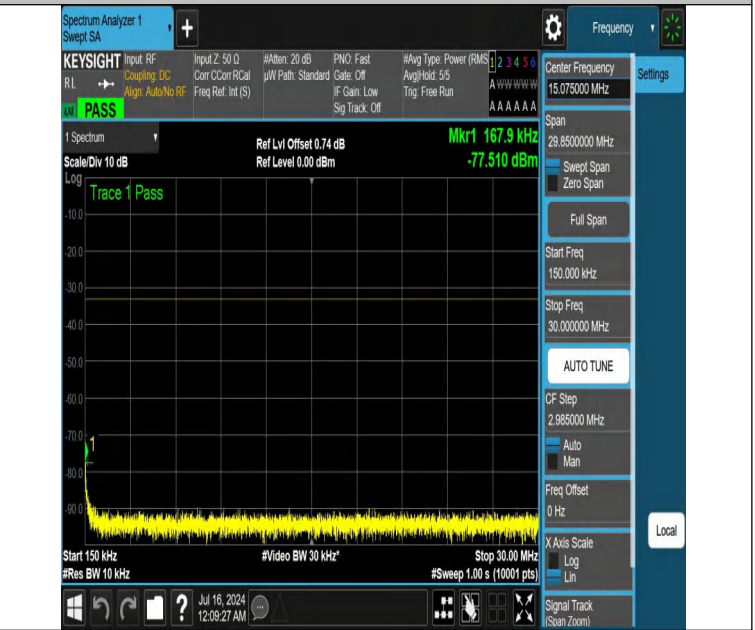 Spectrum Analyzer 1
Swept SA
+
Frequency
KEYSIGHT
RL
PASS
Input: RF
Coupling: DC
Align: Auto/No RF
Input Z: 50 Ω
Corr CCorr RCal
Freq Ref: Int (S)
#Atten: 20 dB
µW Path: Standard
PNO: Fast
Gate: Off
IF Gain: Low
Sig Track: Off
#Avg Type: Power (RMS
Avg|Hold: 5/5
Trig: Free Run
1 2 3 4 5 6
A W W W W W
A A A A A A
1 Spectrum
Scale/Div 10 dB
Ref Lvl Offset 0.74 dB
Ref Level 0.00 dBm
Mkr1 167.9 kHz
-77.510 dBm
Log
Trace 1 Pass
-10.0
-20.0
-30.0
-40.0
-50.0
-60.0
-70.0
1
-80.0
-90.0
Start 150 kHz
#Video BW 30 kHz*
Stop 30.00 MHz
#Res BW 10 kHz
#Sweep 1.00 s (10001 pts)
?
Jul 16, 2024
12:09:27 AM
Center Frequency
15.075000 MHz
Settings
Span
29.8500000 MHz
Swept Span
Zero Span
Full Span
Start Freq
150.000 kHz
Stop Freq
30.000000 MHz
AUTO TUNE
CF Step
2.985000 MHz
Auto
Man
Freq Offset
0 Hz
Local
X Axis Scale
Log
Lin
Signal Track
(Span Zoom)